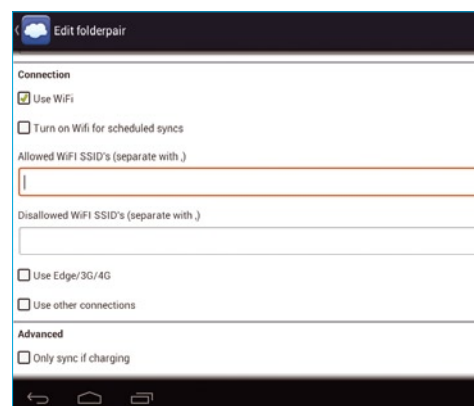 Edit folderpair
Connection
Use WiFi
Turn on Wifi for scheduled syncs
Allowed WiFI SSID's (separate with ,)
Disallowed WiFI SSID's (separate with ,)
Use Edge/3G/4G
Use other connections
Advanced
Only sync if charging